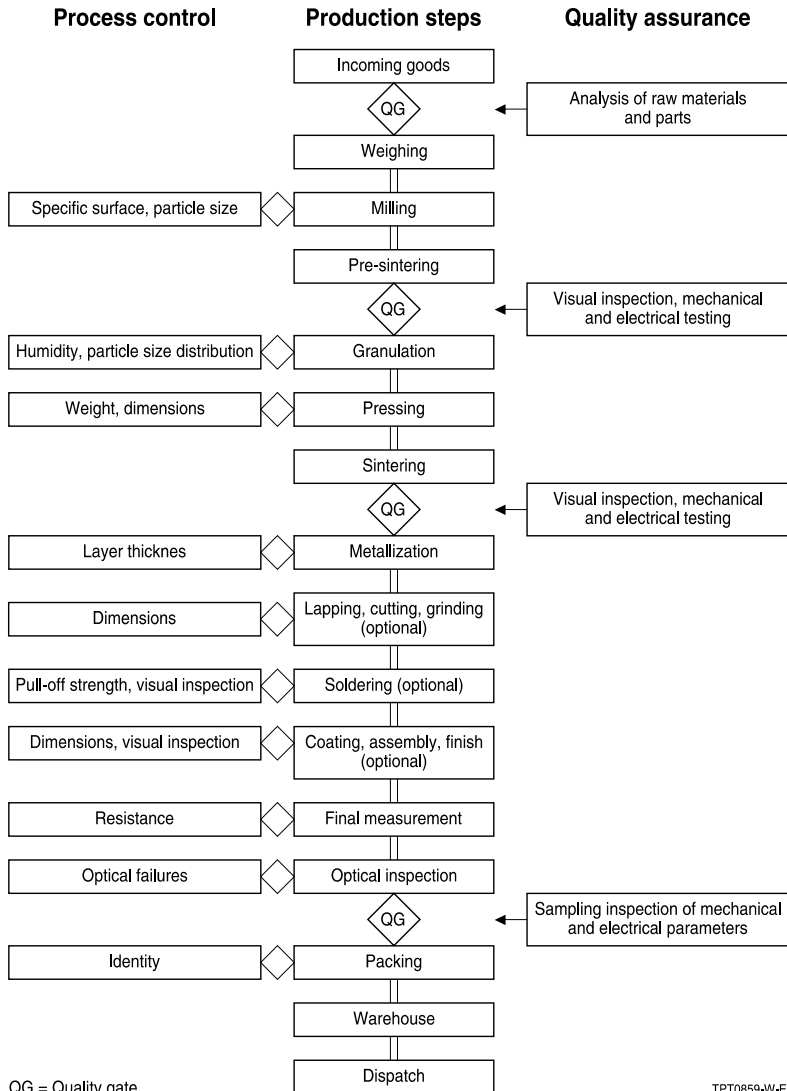 Process control
Production steps
Quality assurance
Incoming goods
QG
Analysis of raw materials
and parts
Weighing
Specific surface, particle size
Milling
Pre-sintering
QG
Visual inspection, mechanical
and electrical testing
Humidity, particle size distribution
Granulation
Weight, dimensions
Pressing
Sintering
QG
Visual inspection, mechanical
and electrical testing
Layer thicknes
Metallization
Dimensions
Lapping, cutting, grinding
(optional)
Pull-off strength, visual inspection
Soldering (optional)
Dimensions, visual inspection
Coating, assembly, finish
(optional)
Resistance
Final measurement
Optical failures
Optical inspection
QG
Sampling inspection of mechanical
and electrical parameters
Identity
Packing
Warehouse
Dispatch
QG = Quality gate
TPT0859-W-E